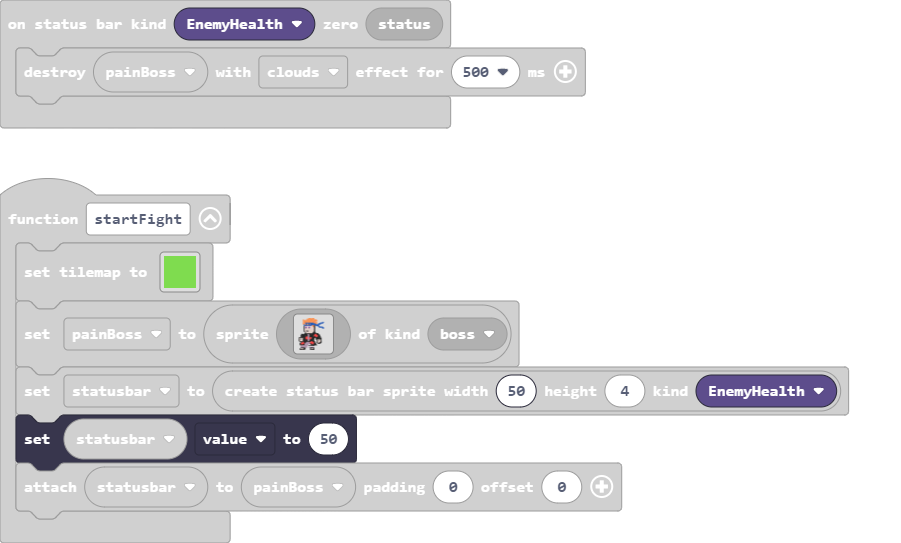 on status bar kind EnemyHealth zero status
destroy painBoss with clouds effect for 500 ms
function startFight
set tilemap to
set painBoss to sprite of kind boss
set statusbar to create status bar sprite width 50 height 4 kind EnemyHealth
set statusbar value to 50
attach statusbar to painBoss padding 0 offset 0